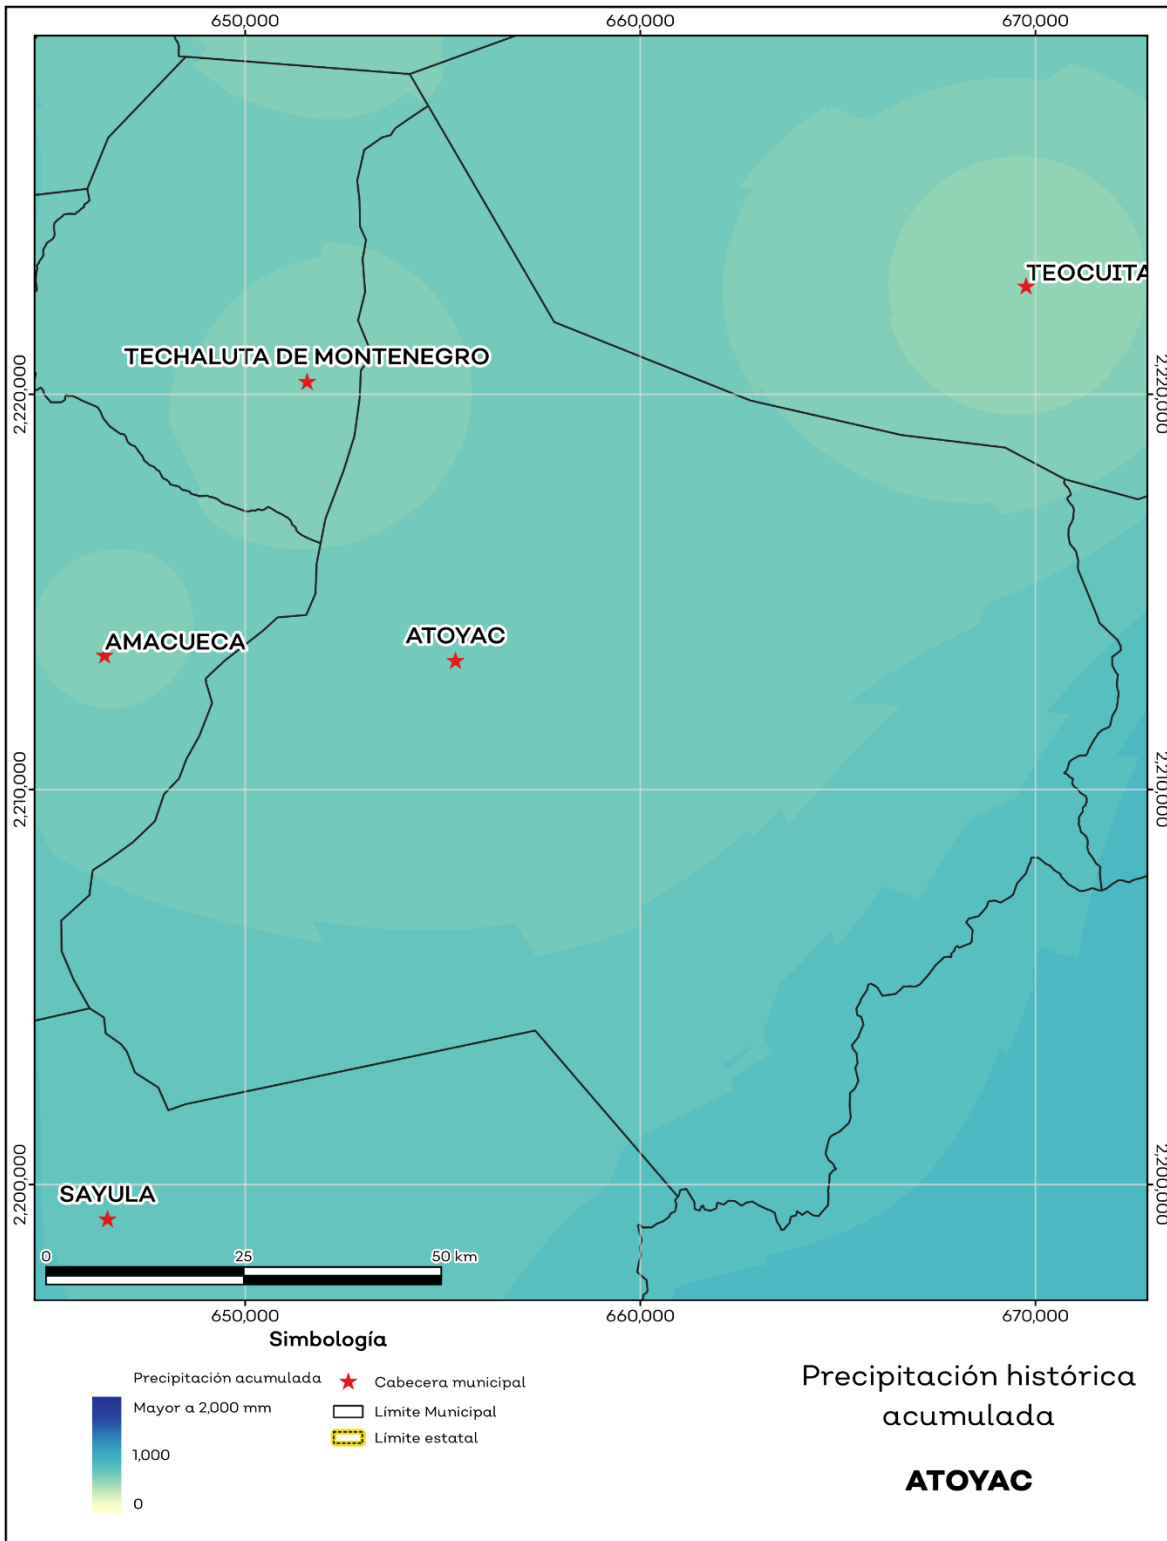 650,000
660,000
670,000
TEOCUITA
TECHALUTA DE MONTENEGRO
2,220,000
2,220,000
AMACUECA
ATOYAC
2,210,000
2,210,000
2,200,000
2,200,000
SAYULA
0
25
50 km
650,000
660,000
670,000
Simbología
Precipitación acumulada
Mayor a 2,000 mm
1,000
0
Cabecera municipal
Límite Municipal
Límite estatal
Precipitación histórica
acumulada
ATOYAC